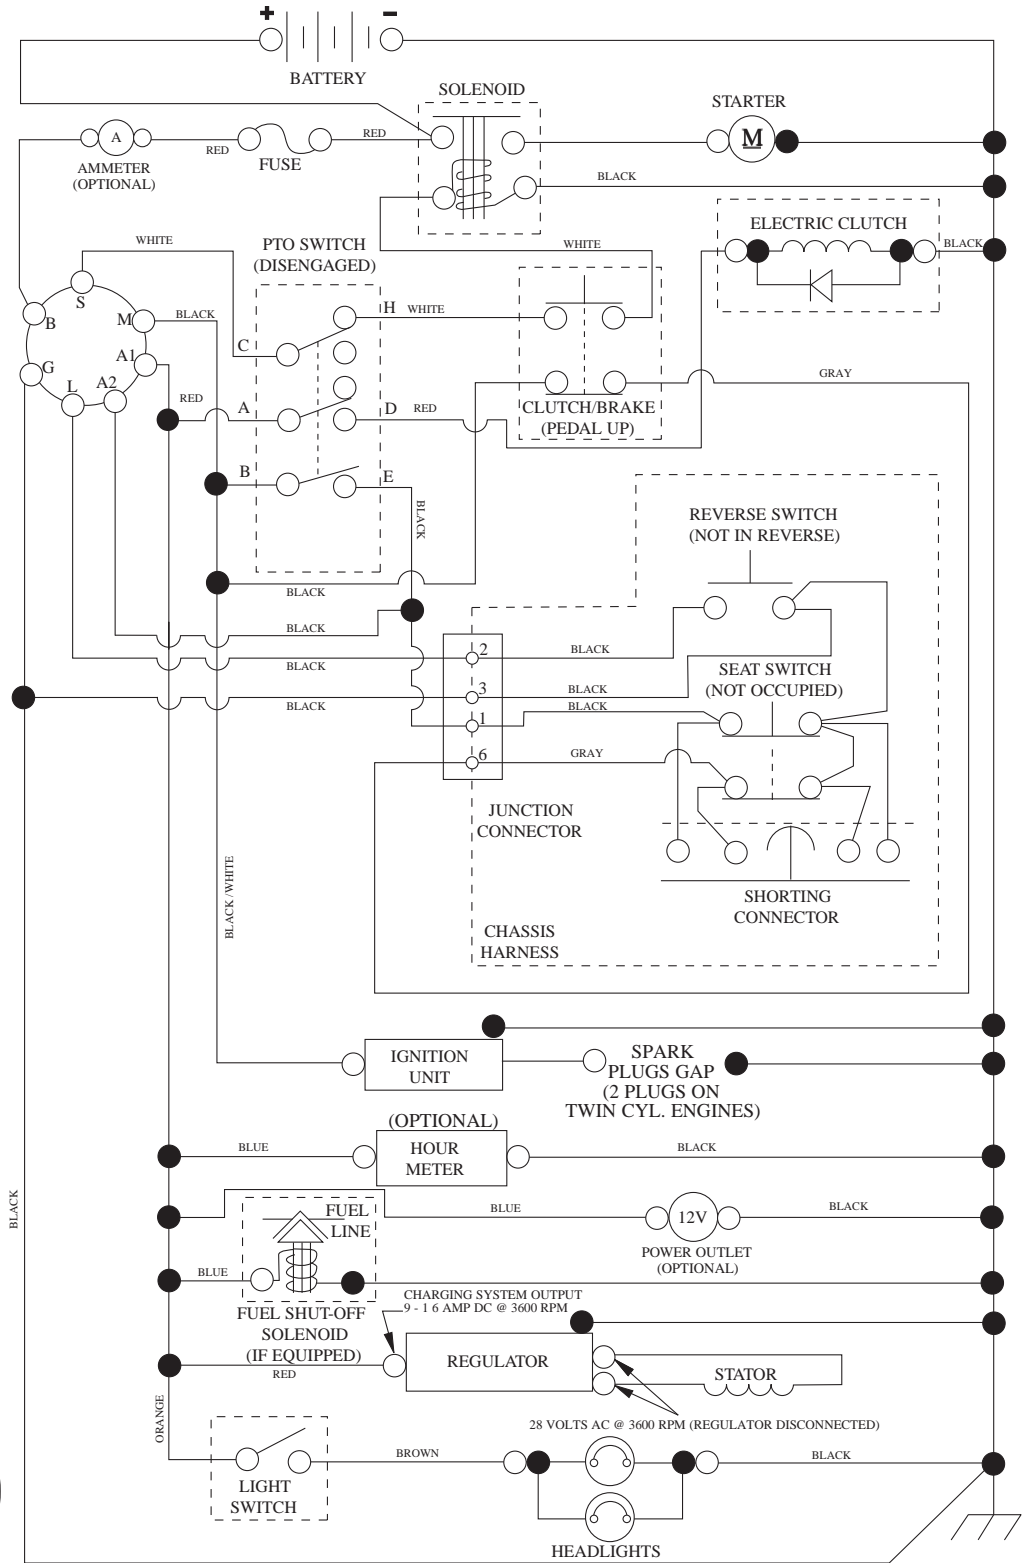 + -
BATTERY
SOLENOID
STARTER
M
A
RED
FUSE
RED
AMMETER
(OPTIONAL)
BLACK
ELECTRIC CLUTCH
BLACK
WHITE
PTO SWITCH
(DISENGAGED)
WHITE
S
B
M
BLACK
H
WHITE
C
G
A1
L
A2
GRAY
RED
A
D
RED
CLUTCH/BRAKE
(PEDAL UP)
B
E
BLACK
REVERSE SWITCH
(NOT IN REVERSE)
BLACK
BLACK
BLACK
2
BLACK
SEAT SWITCH
(NOT OCCUPIED)
BLACK
3
BLACK
BLACK
1
6
GRAY
JUNCTION
CONNECTOR
BLACK/WHITE
SHORTING
CONNECTOR
CHASSIS
HARNESS
IGNITION
UNIT
SPARK
PLUGS GAP
(2 PLUGS ON
TWIN CYL. ENGINES)
(OPTIONAL)
HOUR
METER
BLUE
BLACK
BLACK
FUEL
LINE
BLUE
12V
BLACK
POWER OUTLET
(OPTIONAL)
BLUE
CHARGING SYSTEM OUTPUT
9 - 1 6 AMP DC @ 3600 RPM
FUEL SHUT-OFF
SOLENOID
(IF EQUIPPED)
RED
REGULATOR
STATOR
ORANGE
28 VOLTS AC @ 3600 RPM (REGULATOR DISCONNECTED)
BROWN
BLACK
LIGHT
SWITCH
HEADLIGHTS